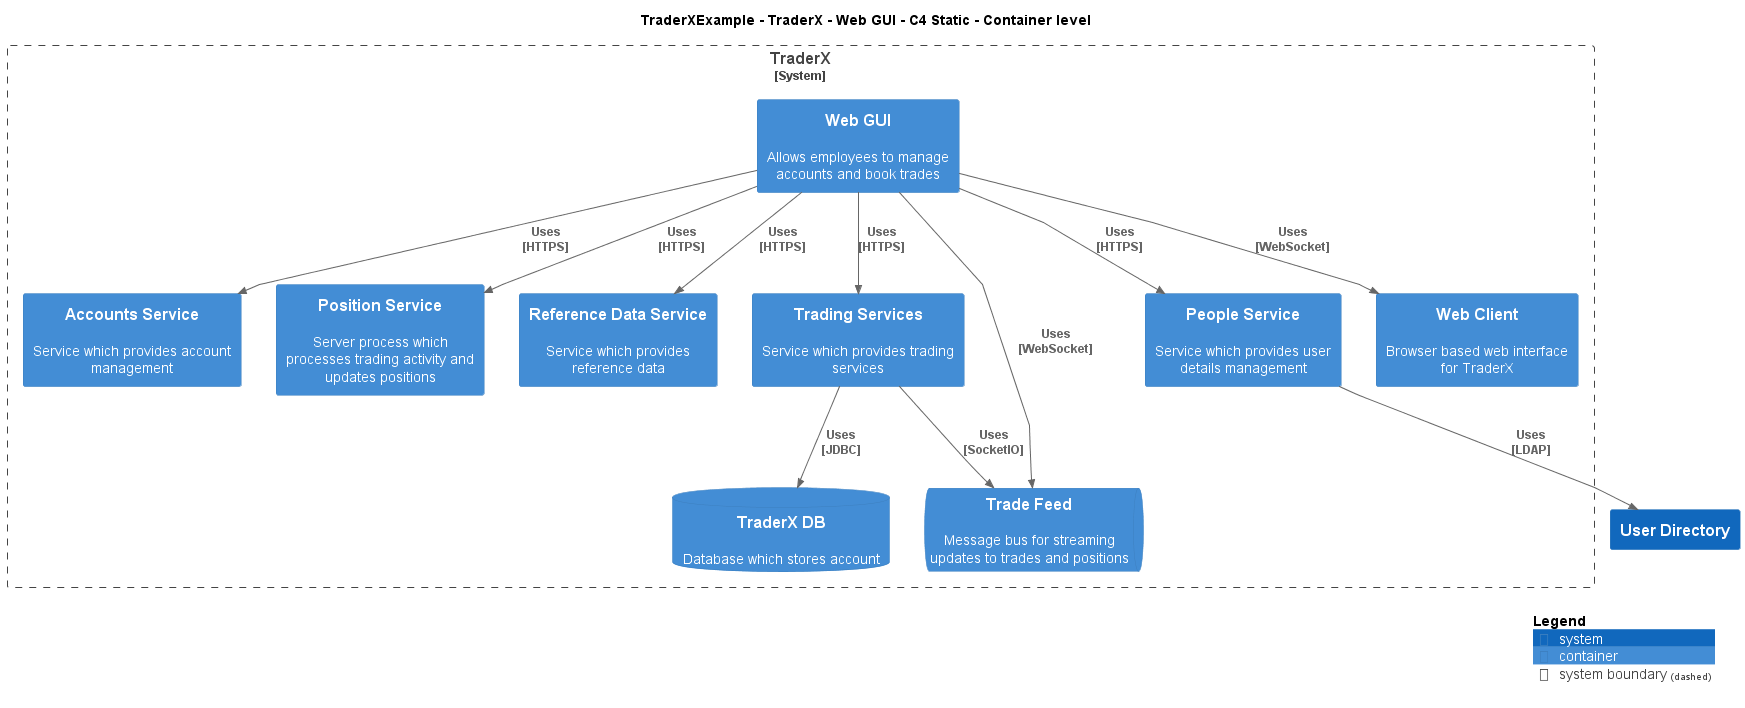 TraderXExample - TraderX - Web GUI - C4 Static - Container level
TraderX
[System]
Web GUI
Allows employees to manage
accounts and book trades
Uses
[HTTPS]
Uses
[HTTPS]
Uses
[HTTPS]
Uses
[HTTPS]
Uses
[HTTPS]
Uses
[WebSocket]
Accounts Service
Service which provides account
management
Position Service
Server process which
processes trading activity and
updates positions
Reference Data Service
Service which provides
reference data
Trading Services
Service which provides trading
services
Uses
[WebSocket]
People Service
Service which provides user
details management
Web Client
Browser based web interface
for TraderX
Uses
[JDBC]
Uses
[SocketIO]
Uses
[LDAP]
TraderX DB
Database which stores account
Trade Feed
Message bus for streaming
updates to trades and positions
User Directory
Legend
system
container
system boundary (dashed)